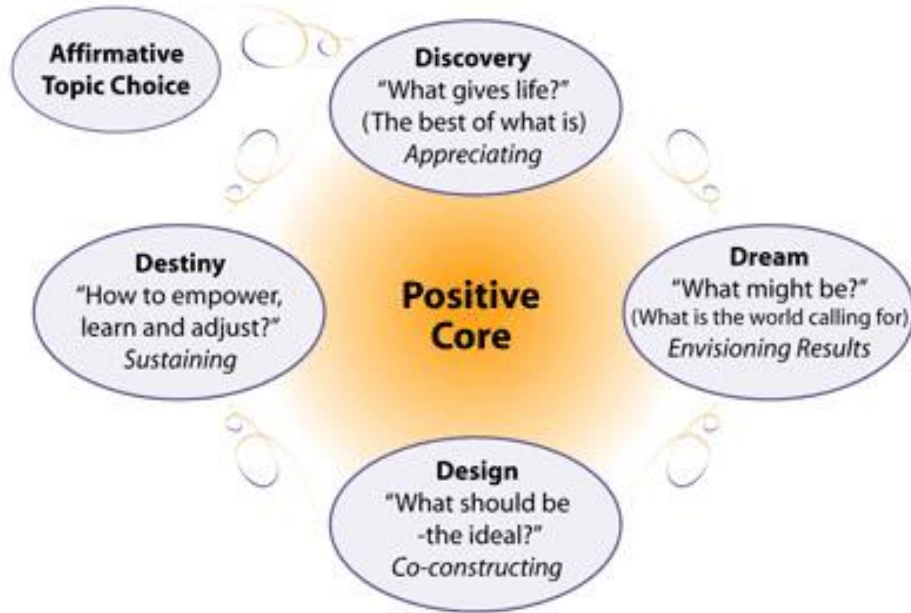 Affirmative
Topic Choice
Discovery
“What gives life?”
(The best of what is)
Appreciating
Destiny
“How to empower,
learn and adjust?”
Sustaining
Positive
Core
Dream
“What might be?”
(What is the world calling for)
Envisioning Results
Design
“What should be
-the ideal?”
Co-constructing